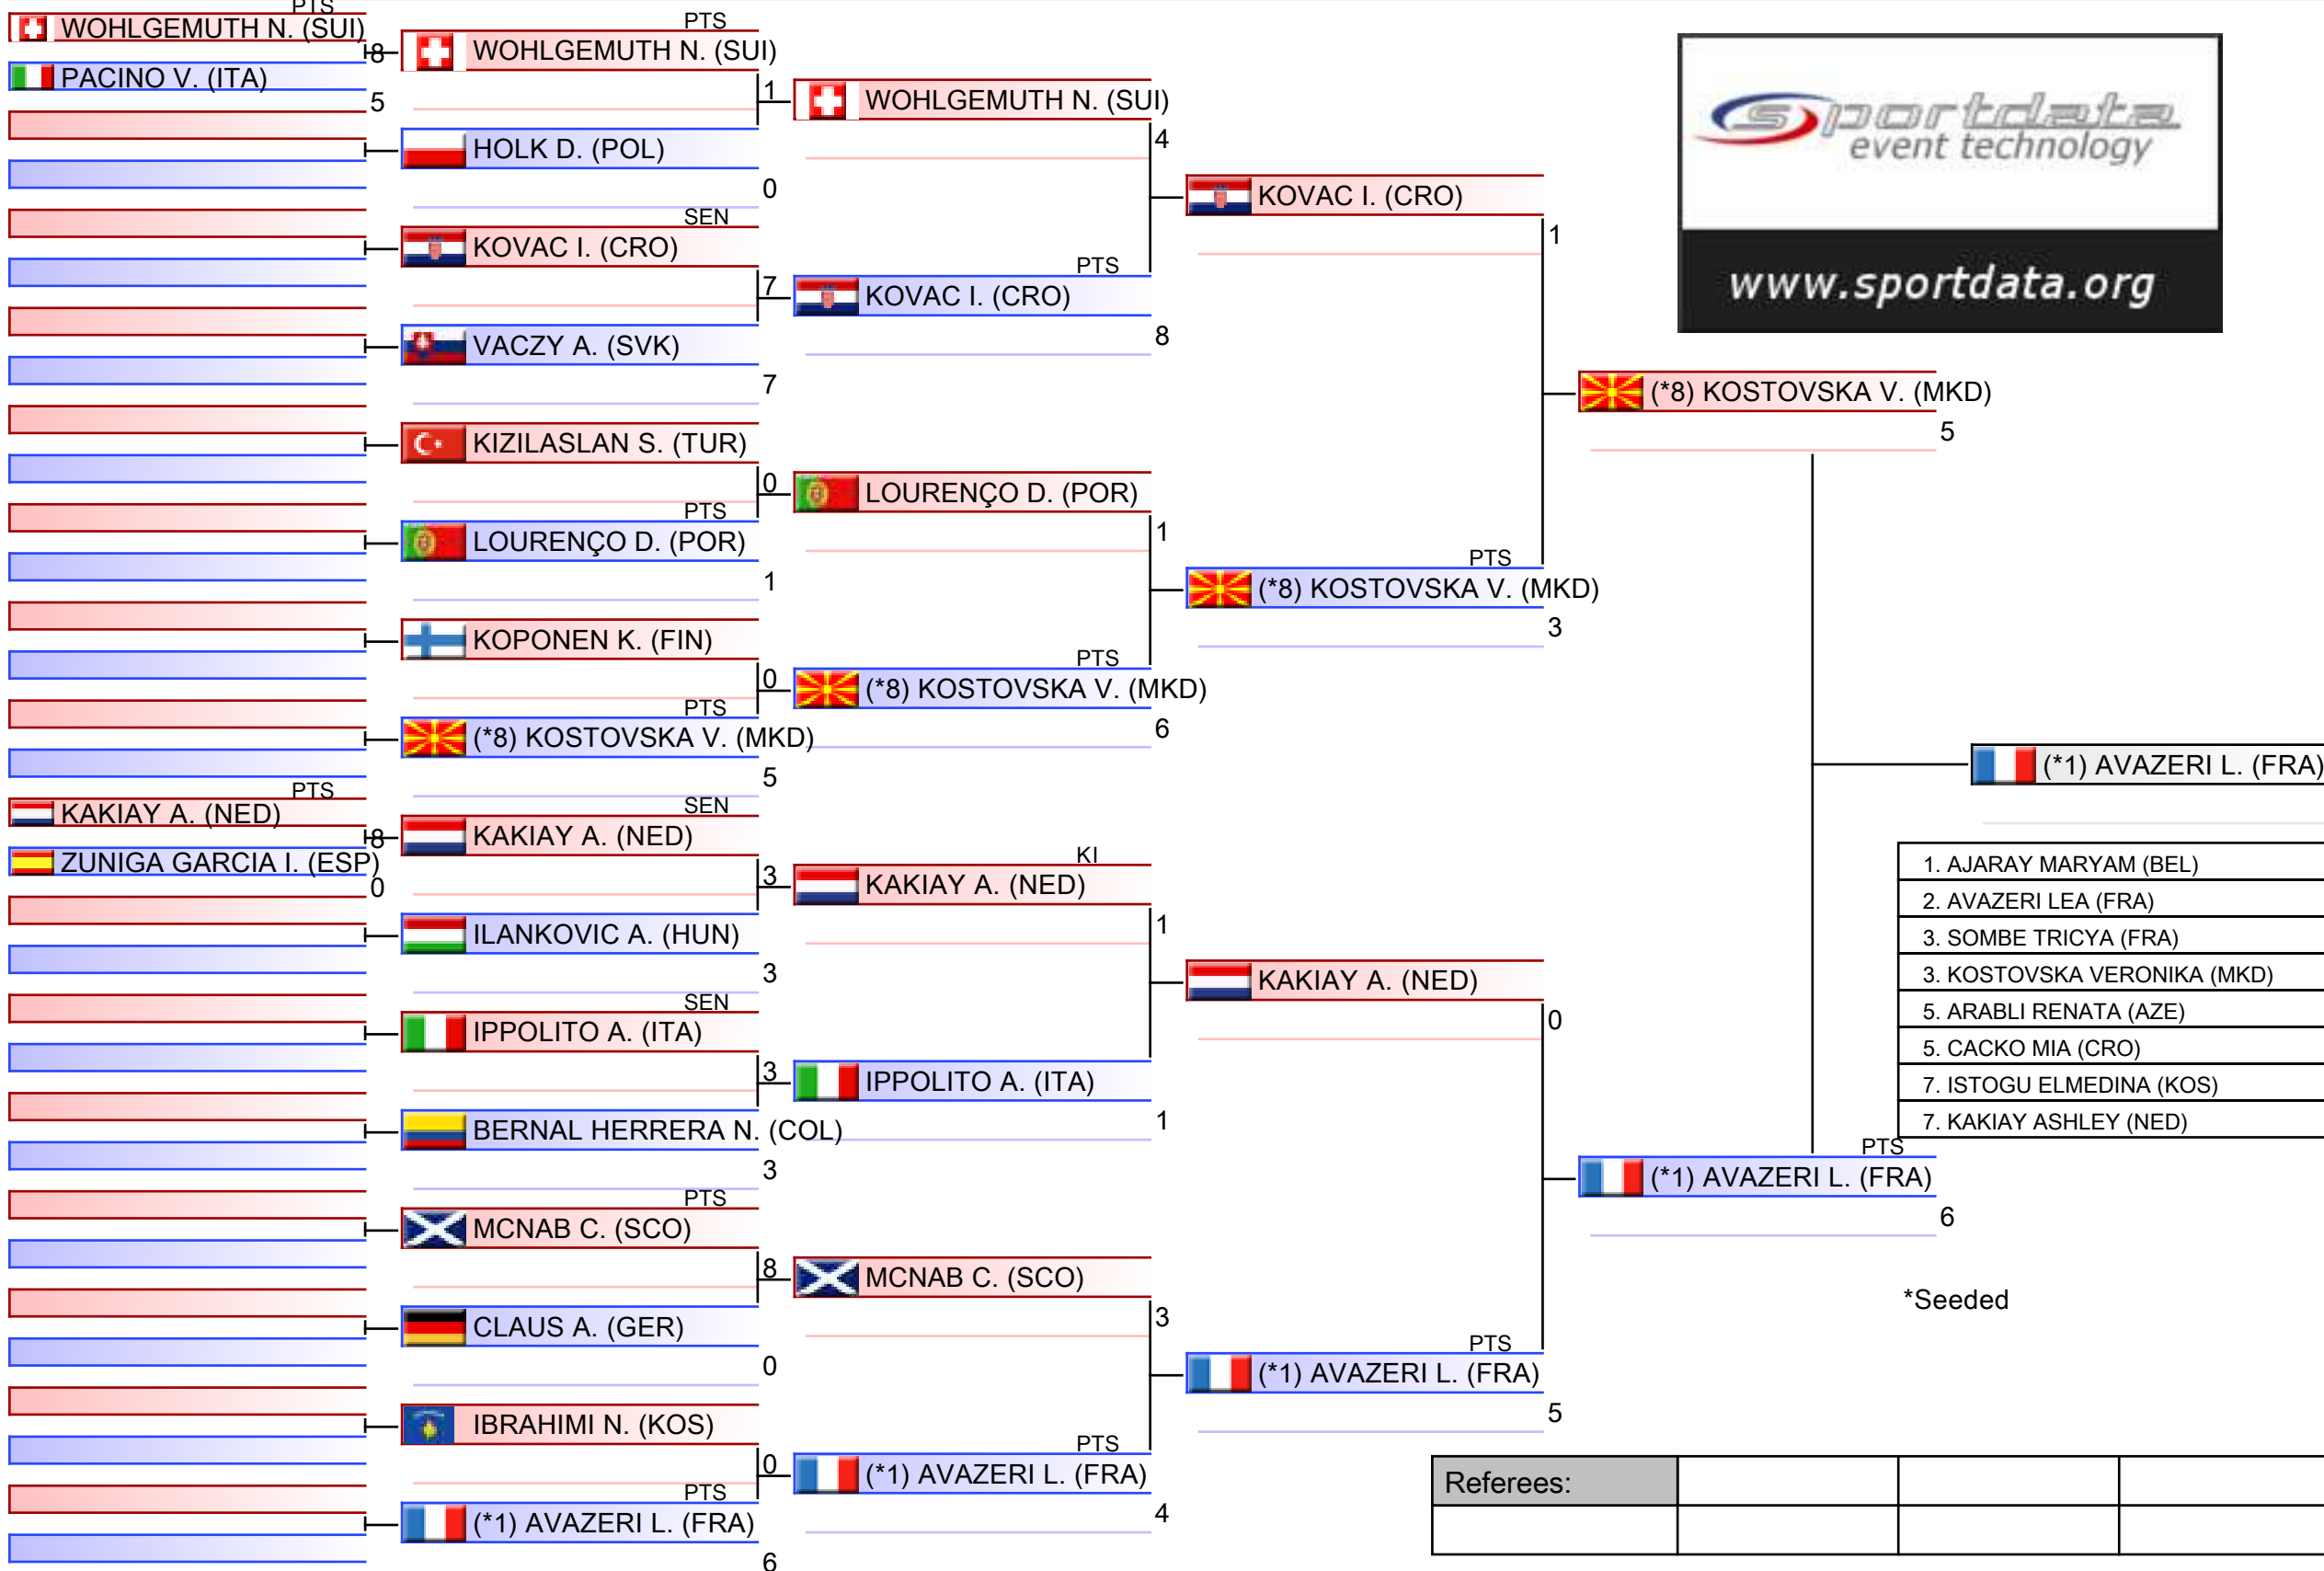 PTS
WOHLGEMUTH N. (SUI)
8
PACINO V. (ITA)
5
PTS
KAKIAY A. (NED)
8
ZUNIGA GARCIA I. (ESP)
0
PTS
WOHLGEMUTH N. (SUI)
1
HOLK D. (POL)
0
SEN
KOVAC I. (CRO)
7
VACZY A. (SVK)
7
KIZILASLAN S. (TUR)
0
PTS
LOURENÇO D. (POR)
1
KOPONEN K. (FIN)
0
PTS
(*8) KOSTOVSKA V. (MKD)
5
SEN
KAKIAY A. (NED)
3
ILANKOVIC A. (HUN)
3
SEN
IPPOLITO A. (ITA)
3
BERNAL HERRERA N. (COL)
3
PTS
MCNAB C. (SCO)
8
CLAUS A. (GER)
0
IBRAHIMI N. (KOS)
0
PTS
(*1) AVAZERI L. (FRA)
6
WOHLGEMUTH N. (SUI)
4
PTS
KOVAC I. (CRO)
8
LOURENÇO D. (POR)
1
PTS
(*8) KOSTOVSKA V. (MKD)
6
KI
KAKIAY A. (NED)
1
IPPOLITO A. (ITA)
1
MCNAB C. (SCO)
3
PTS
(*1) AVAZERI L. (FRA)
4
KOVAC I. (CRO)
1
PTS
(*8) KOSTOVSKA V. (MKD)
3
KAKIAY A. (NED)
0
PTS
(*1) AVAZERI L. (FRA)
5
(*8) KOSTOVSKA V. (MKD)
5
PTS
(*1) AVAZERI L. (FRA)
6
(*1) AVAZERI L. (FRA)
sportdata
event technology
www.sportdata.org
1. AJARAY MARYAM (BEL)
2. AVAZERI LEA (FRA)
3. SOMBE TRICYA (FRA)
3. KOSTOVSKA VERONIKA (MKD)
5. ARABLI RENATA (AZE)
5. CACKO MIA (CRO)
7. ISTOGU ELMEDINA (KOS)
7. KAKIAY ASHLEY (NED)
*Seeded
Referees: